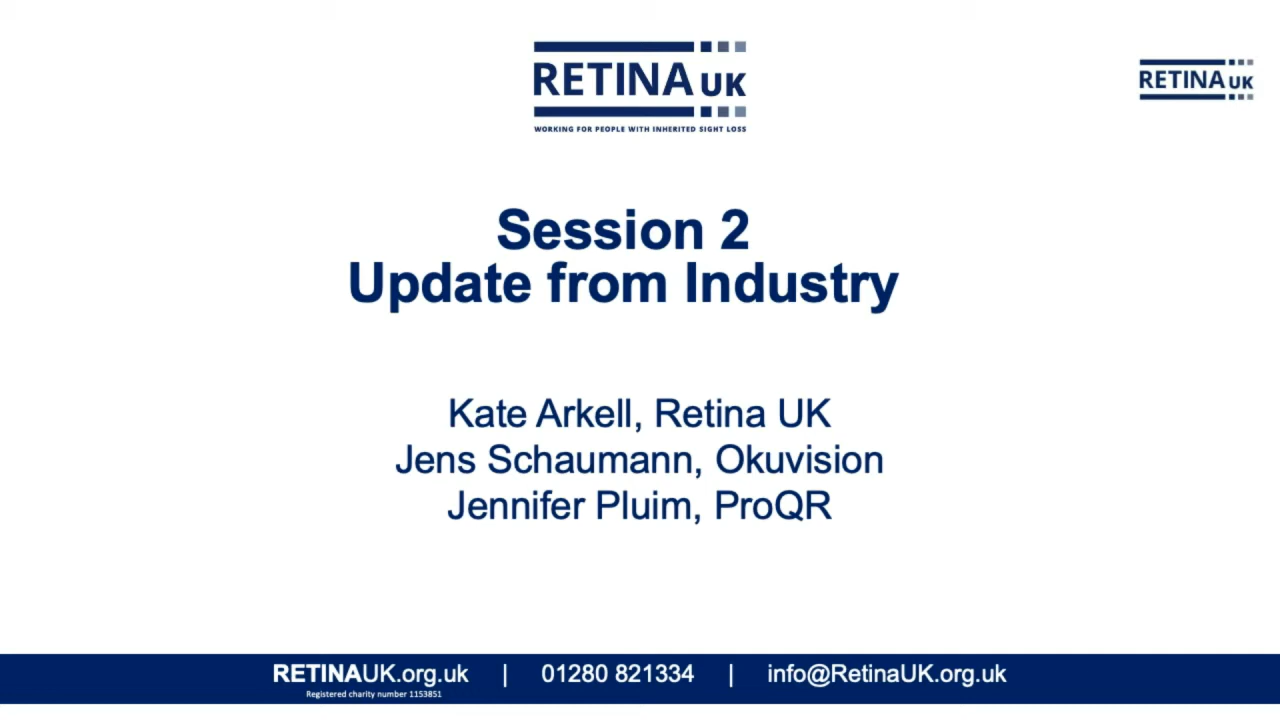 RETINA UK
WORKING FOR PEOPLE WITH INHERITED SIGHT LOSS
RETINA UK
Session 2
Update from Industry
Kate Arkell, Retina UK
Jens Schaumann, Okuvision
Jennifer Pluim, ProQR
RETINAUK.org.uk | 01280 821334 | info@RetinaUK.org.uk
Registered charity number 1153851